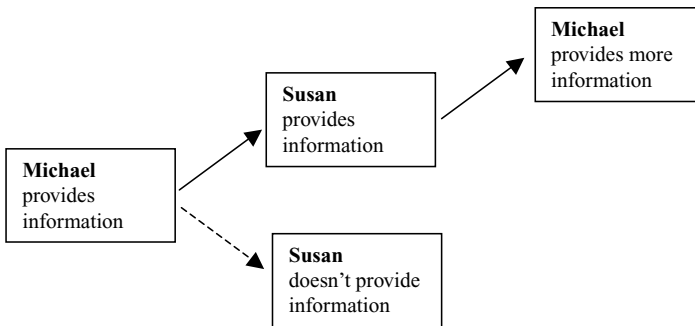 Michael
provides more
information
Susan
provides
information
Michael
provides
information
Susan
doesn't provide
information